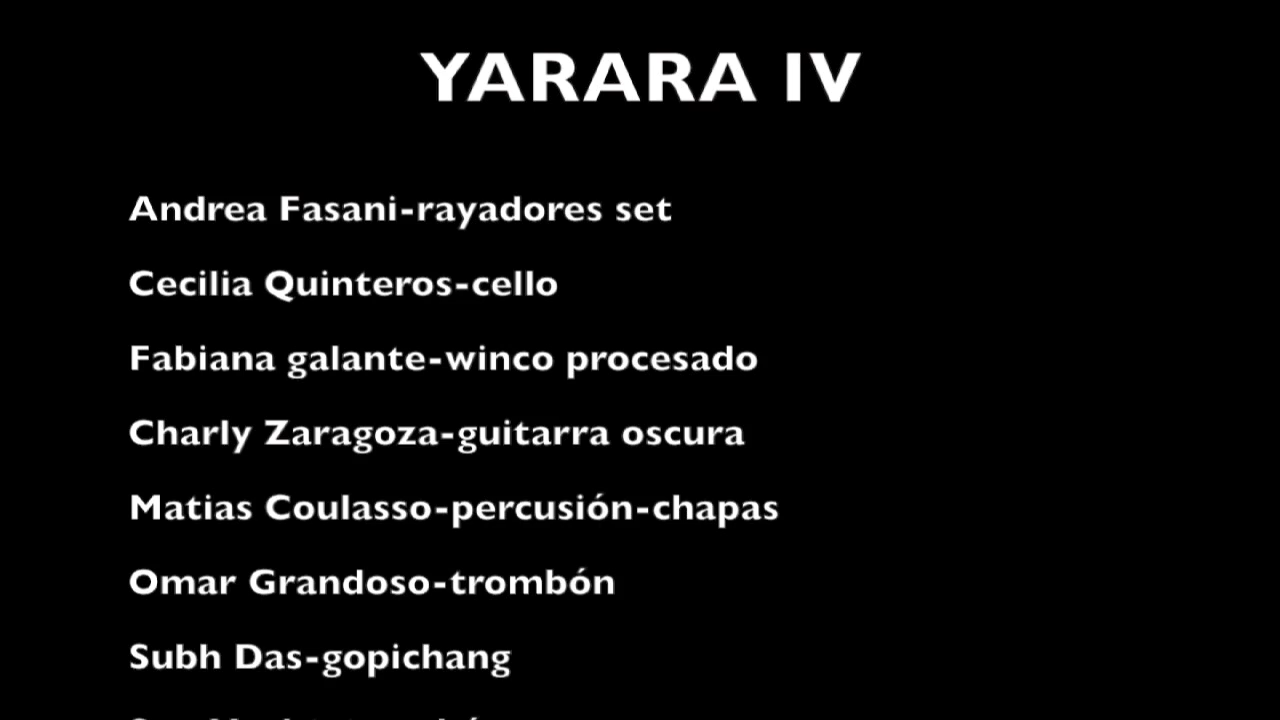 YARARA IV
Andrea Fasani-rayadores set
Cecilia Quinteros-cello
Fabiana galante-winco procesado
Charly Zaragoza-guitarra oscura
Matias Coulasso-percusión-chapas
Omar Grandoso-trombón
Subh Das-gopichang